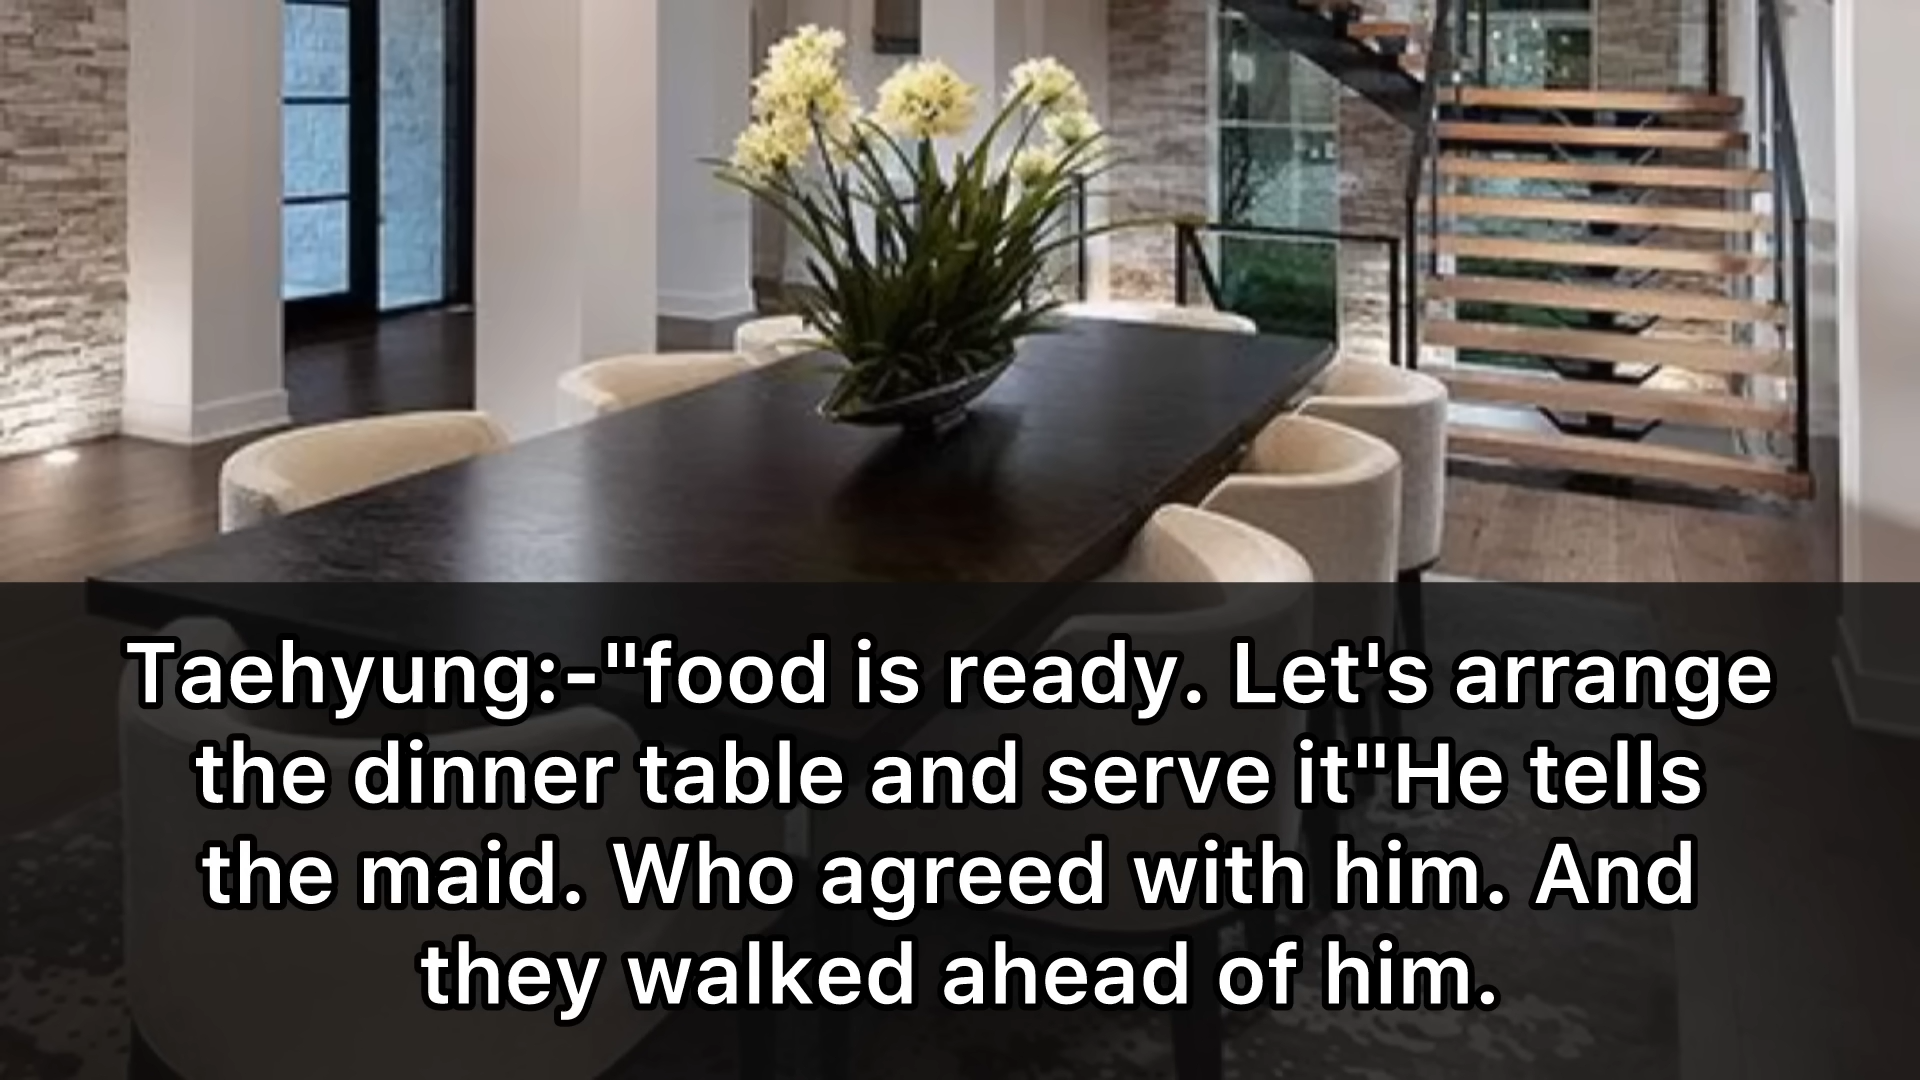 Taehyung:-"food is ready. Let's arrange
the dinner table and serve it"He tells
the maid. Who agreed with him. And
they walked ahead of him.